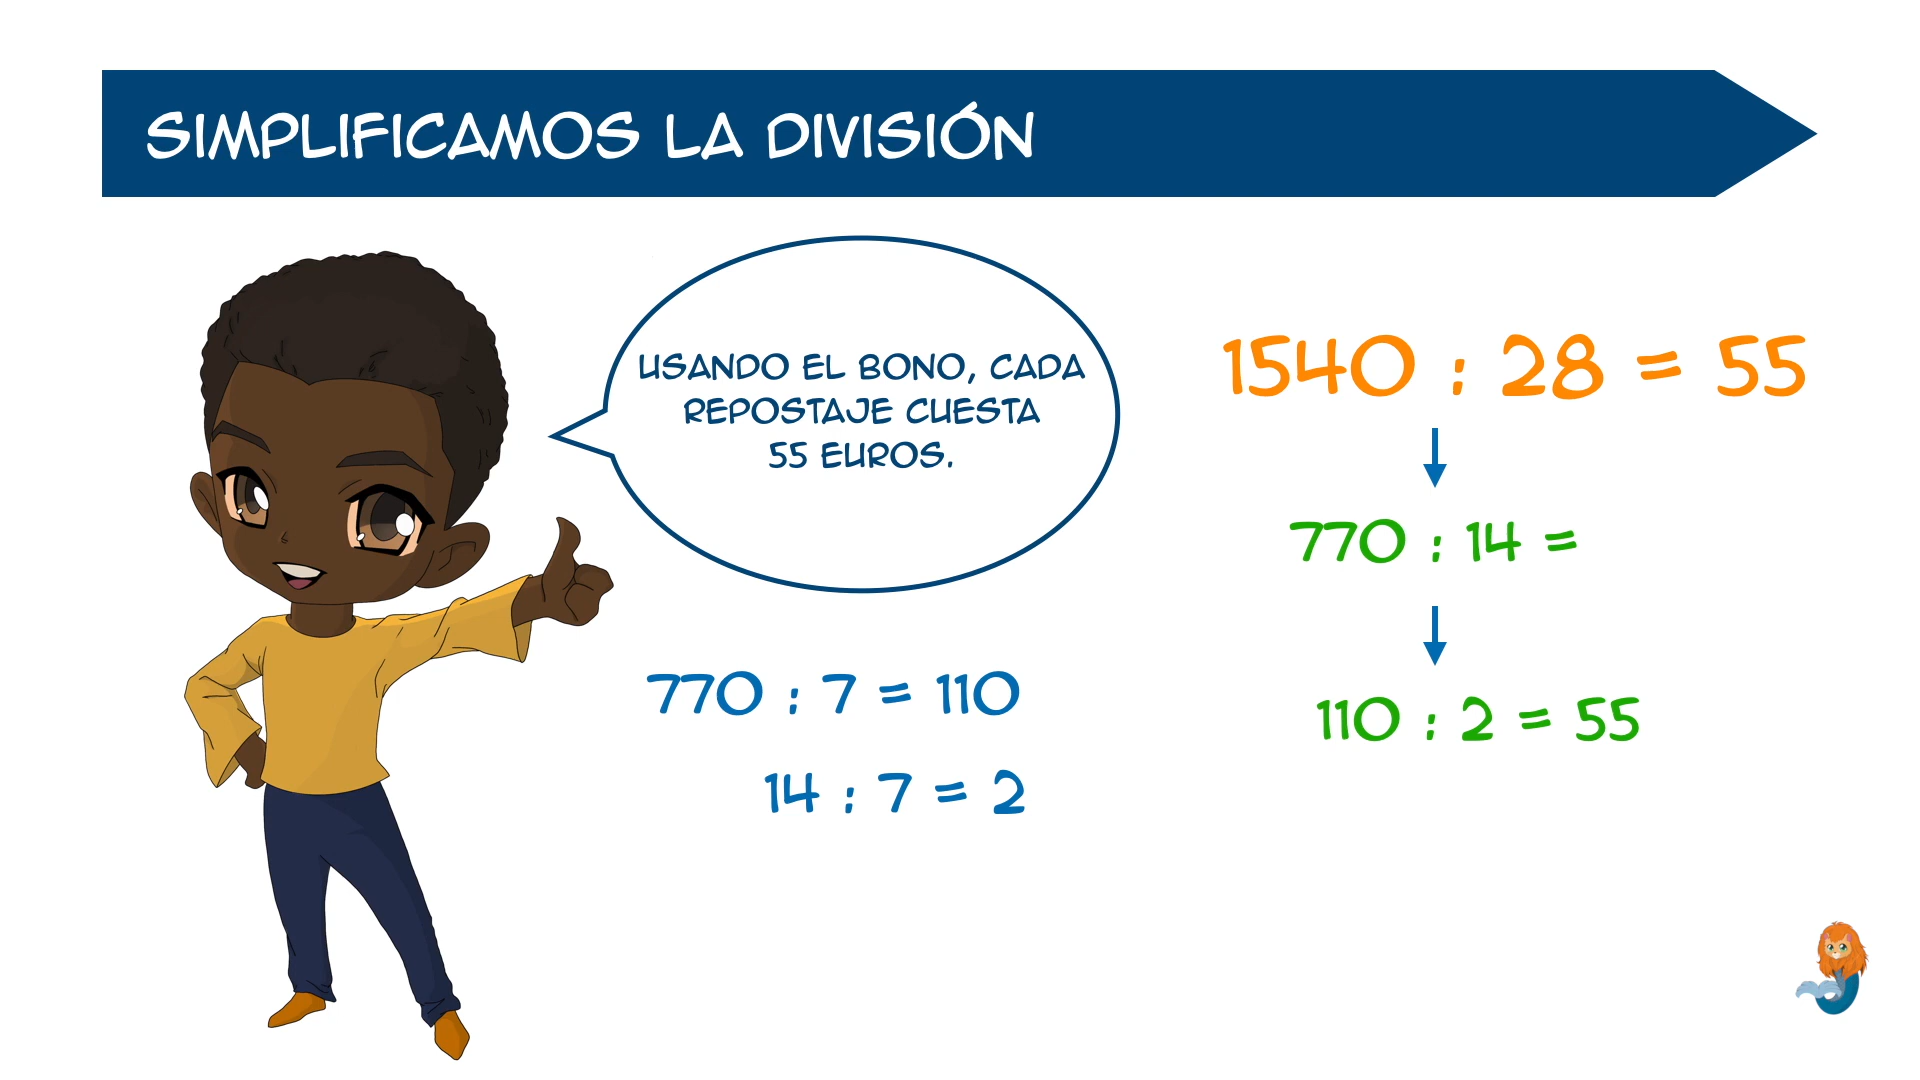 SIMPLIFICAMOS LA DIVISIÓN
USANDO EL BONO, CADA
REPOSTAJE CUESTA
55 EUROS.
1540 : 28 = 55
770 : 14 =
110 : 2 = 55
770 : 7 = 110
14 : 7 = 2